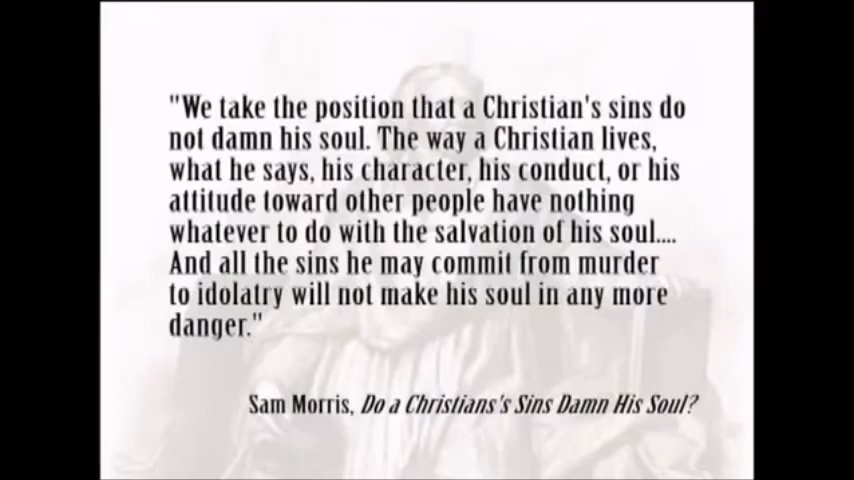 "We take the position that a Christian's sins do
not damn his soul. The way a Christian lives,
what he says, his character, his conduct, or his
attitude toward other people have nothing
whatever to do with the salvation of his soul....
And all the sins he may commit from murder
to idolatry will not make his soul in any more
danger."
Sam Morris, Do a Christians's Sins Damn His Soul?